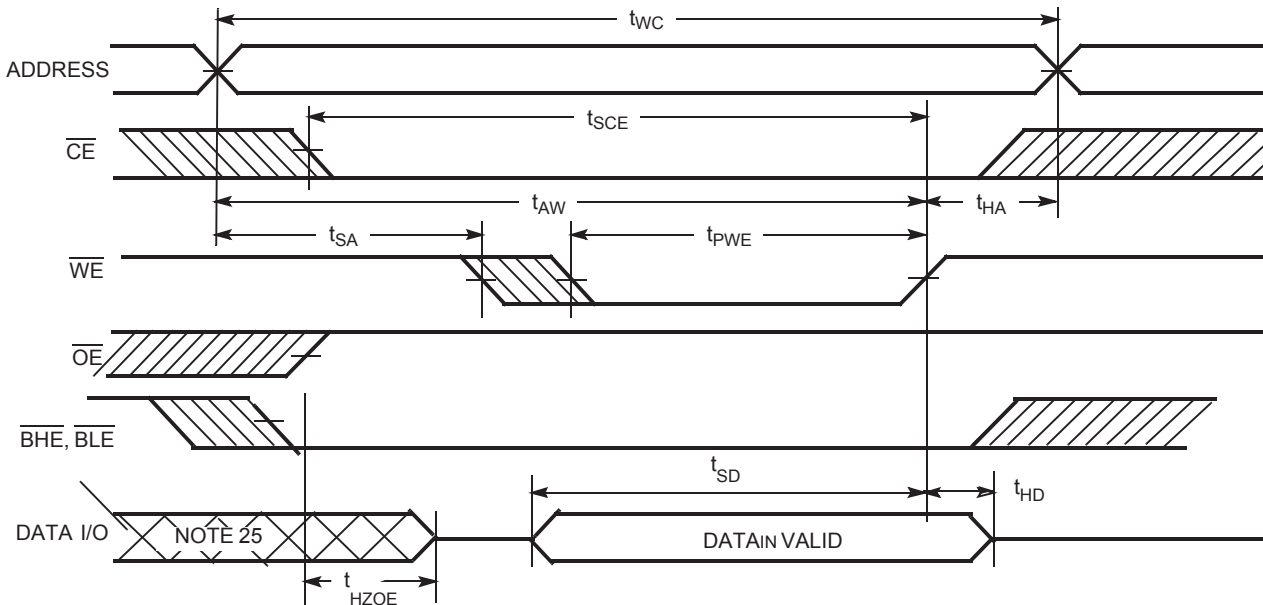 tWC
ADDRESS
tSCE
CE
tAW
tHA
tSA
tPWE
WE
OE
BHE, BLE
tSD
tHD
DATA I/O
NOTE 25
DATAIN VALID
tHZOE